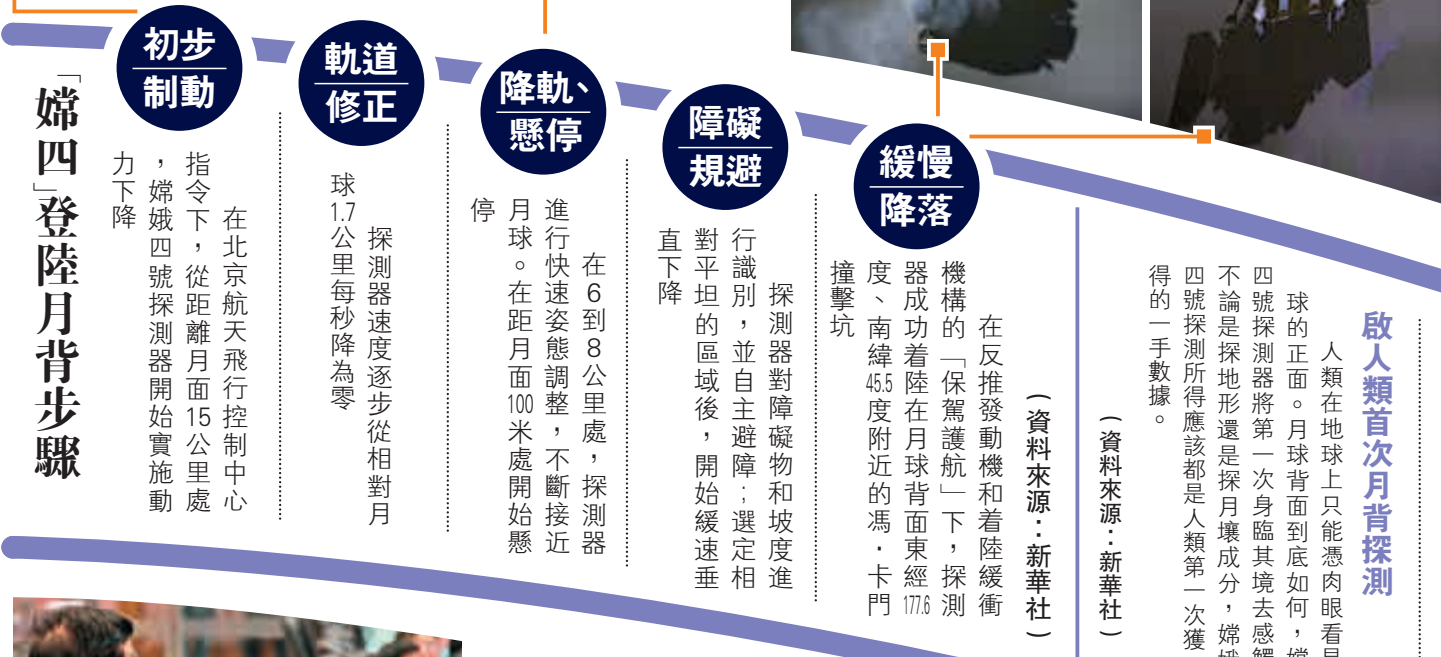 「嫦四」登陸月背步驟
初步
制動
在北京航天飛行控制中心
指令下，從距離月面15公里處
，嫦娥四號探測器開始實施動
力下降
軌道
修正
探測器速度逐步從相對月
球1.7公里每秒降為零
降軌、
懸停
在6到8公里處，探測器
進行快速姿態調整，不斷接近
月球。在距月面100米處開始懸
停
障礙
規避
探測器對障礙物和坡度進
行識別，並自主避障；選定相
對平坦的區域後，開始緩速垂
直下降
緩慢
降落
在反推發動機和着陸緩衝
機構的「保駕護航」下，探測
器成功着陸在月球背面東經177.6
度、南緯45.5度附近的馮·卡門
撞擊坑
（資料來源：新華社）
啟人類首次月背探測
人類在地球上只能憑肉眼看
球的正面。月球背面到底如何，嫦
四號探測器將第一次身臨其境去感觸
不論是探地形還是探月壤成分，嫦娥
四號探測所得應該都是人類第一次獲
得的一手數據。
（資料來源：新華社）